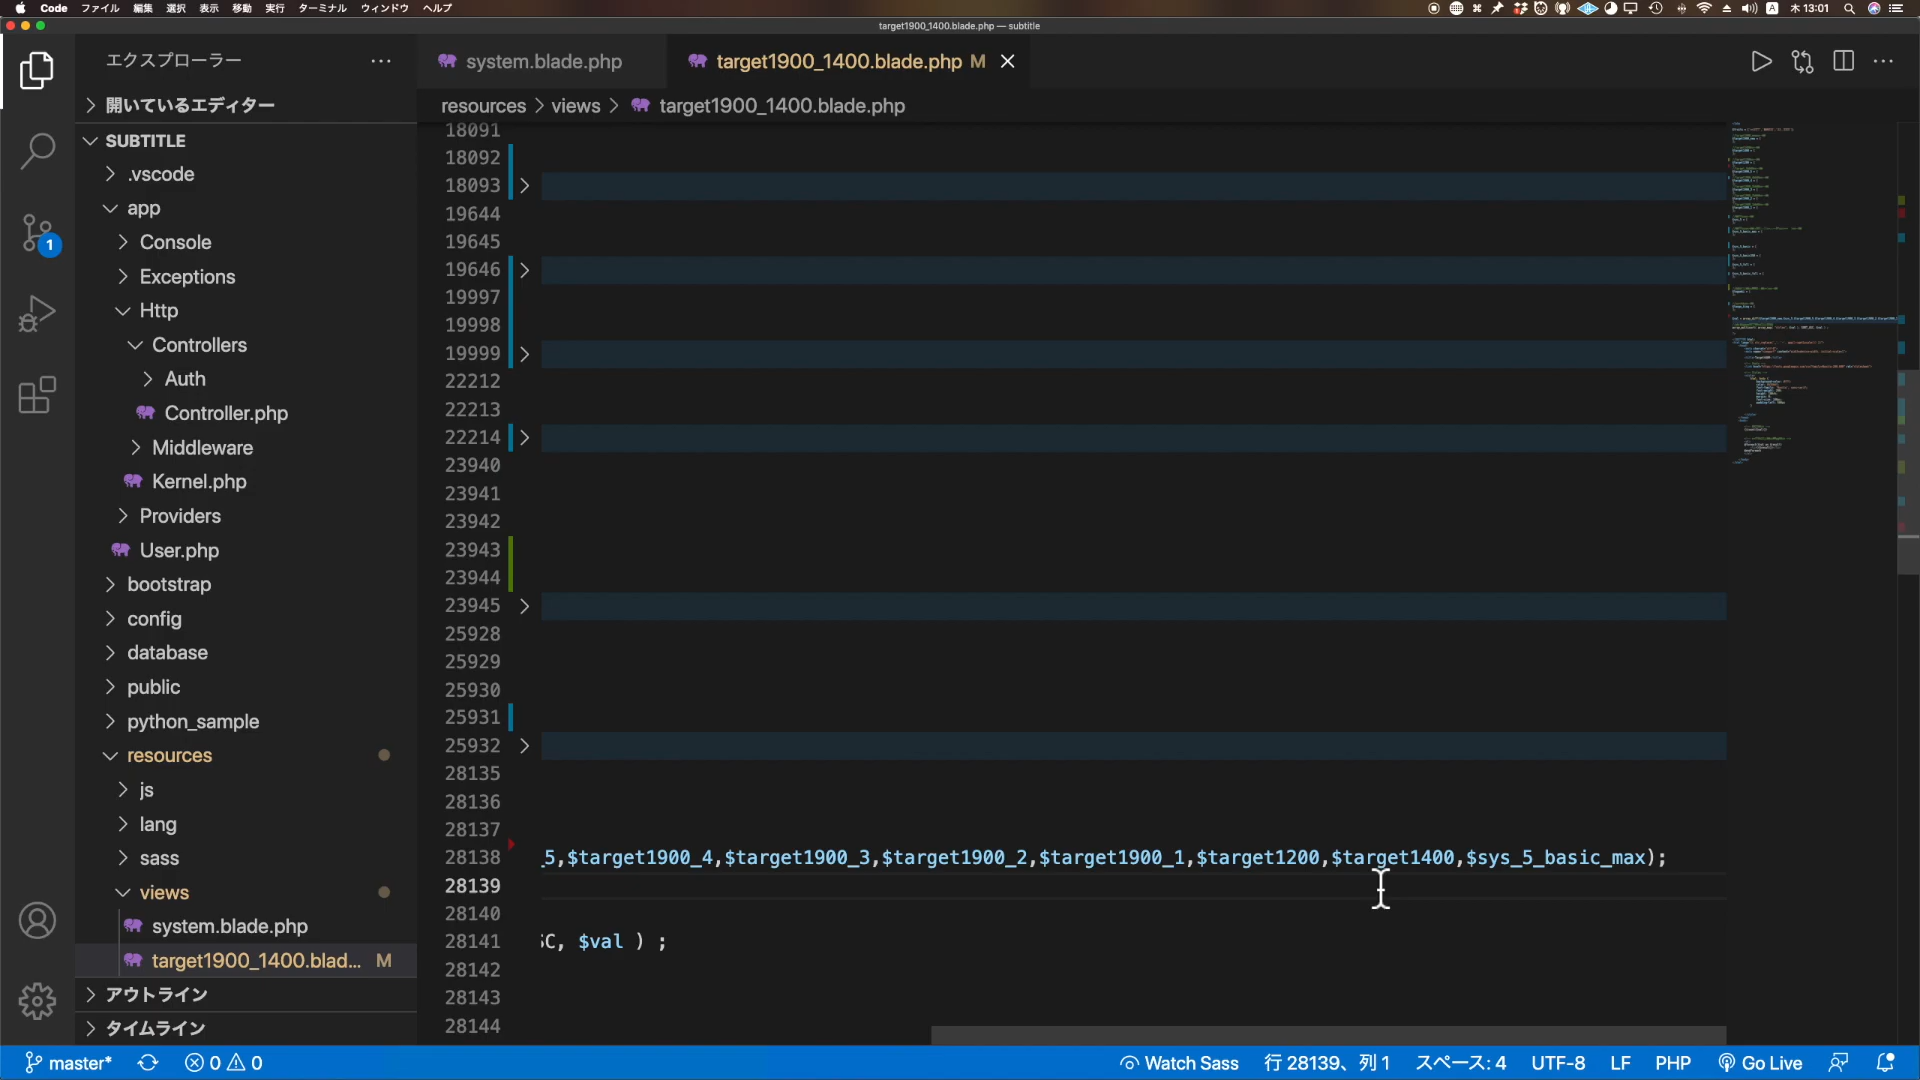 Code ファイル 編集 選択 表示 移動 実行 ターミナル ウィンドウ ヘルプ
木 13:01
target1900_1400.blade.php — subtitle
エクスプローラー
system.blade.php
target1900_1400.blade.php M
開いているエディター
resources > views > target1900_1400.blade.php
SUBTITLE
.vscode
app
Console
Exceptions
Http
Controllers
Auth
Controller.php
Middleware
Kernel.php
Providers
User.php
bootstrap
config
database
public
python_sample
resources
js
lang
sass
views
system.blade.php
target1900_1400.blad... M
アウトライン
タイムライン
1
18091
18092
18093
19644
19645
19646
19997
19998
19999
22212
22213
22214
23940
23941
23942
23943
23944
23945
25928
25929
25930
25931
25932
28135
28136
28137
28138 _5,$target1900_4,$target1900_3,$target1900_2,$target1900_1,$target1200,$target1400,$sys_5_basic_max);
28139
28140
28141 C, $val ) ;
28142
28143
28144
master* 0 0 Watch Sass 行 28139、列 1 スペース: 4 UTF-8 LF PHP Go Live